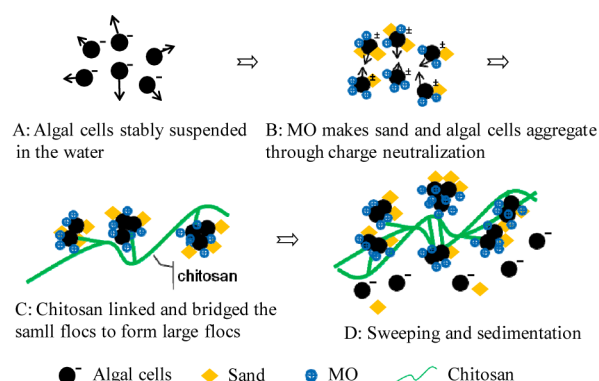 A: Algal cells stably suspended
in the water
B: MO makes sand and algal cells aggregate
through charge neutralization
chitosan
C: Chitosan linked and bridged the
samll flocs to form large flocs
D: Sweeping and sedimentation
Algal cells Sand MO Chitosan